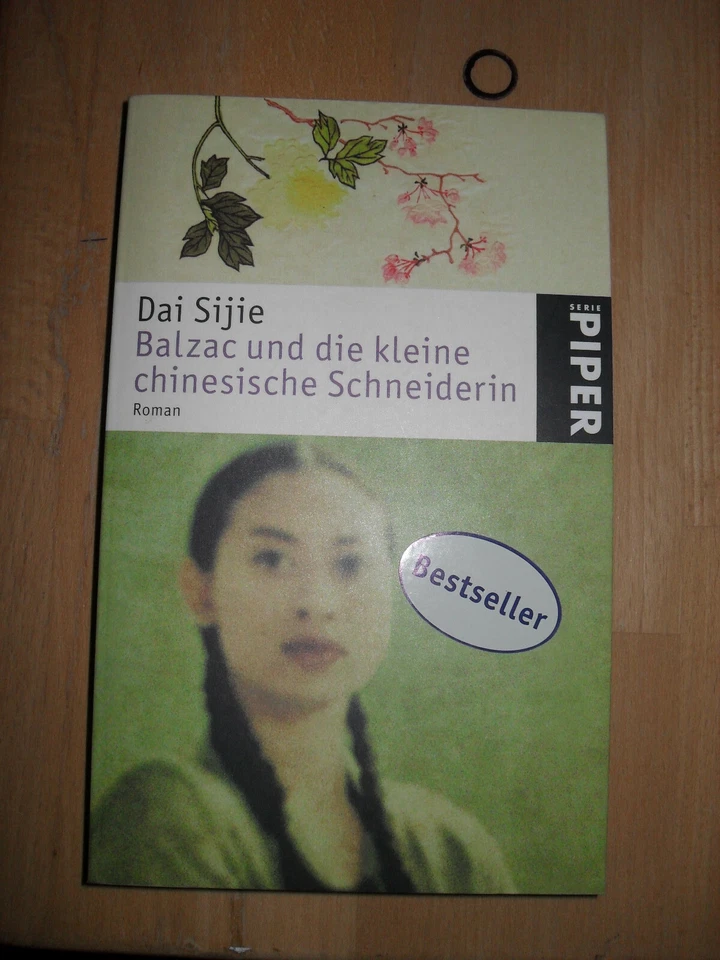 Dai Sijie
Balzac und die kleine
chinesische Schneiderin
Roman
SERIE
PIPER
Bestseller